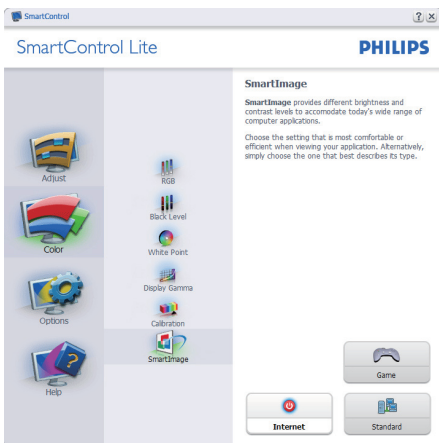 SmartControl
SmartControl Lite
PHILIPS
Adjust
Color
Options
Help
RGB
Black Level
White Point
Display Gamma
Calibration
SmartImage
SmartImage
SmartImage provides different brightness and
contrast levels to accomodate today's wide range of
computer applications.
Choose the setting that is most comfortable or
efficient when viewing your application. Alternatively,
simply choose the one that best describes its type.
Game
Internet
Standard